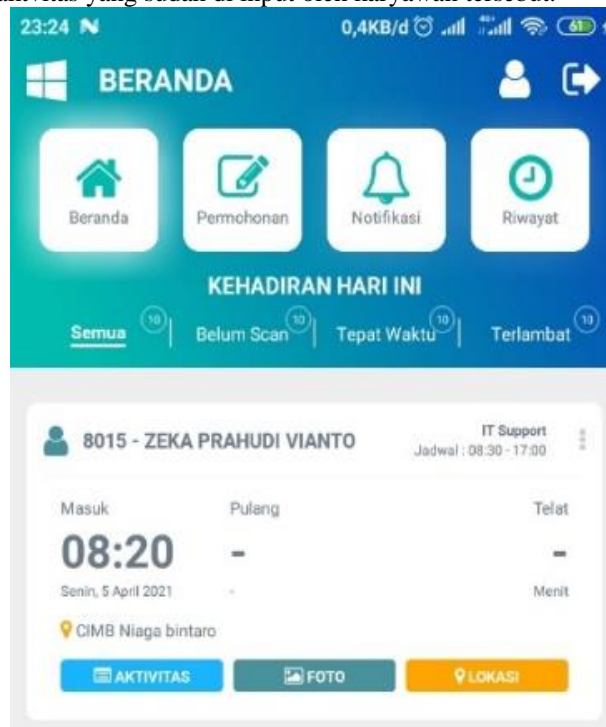 aktvitas yang sudah di input oleh karyawan tersebut.
23:24 N 0,4KB/d 61
BERANDA
Beranda Permohonan Notifikasi Riwayat
KEHADIRAN HARI INI
Semua 10 | Belum Scan 10 | Tepat Waktu 10 | Terlambat 10
8015 - ZEKA PRAHUDI VIANTO
IT Support
Jadwal : 08:30 - 17:00
Masuk Pulang Telat
08:20 - -
Senin, 5 April 2021 - Menit
CIMB Niaga bintaro
AKTIVITAS FOTO LOKASI